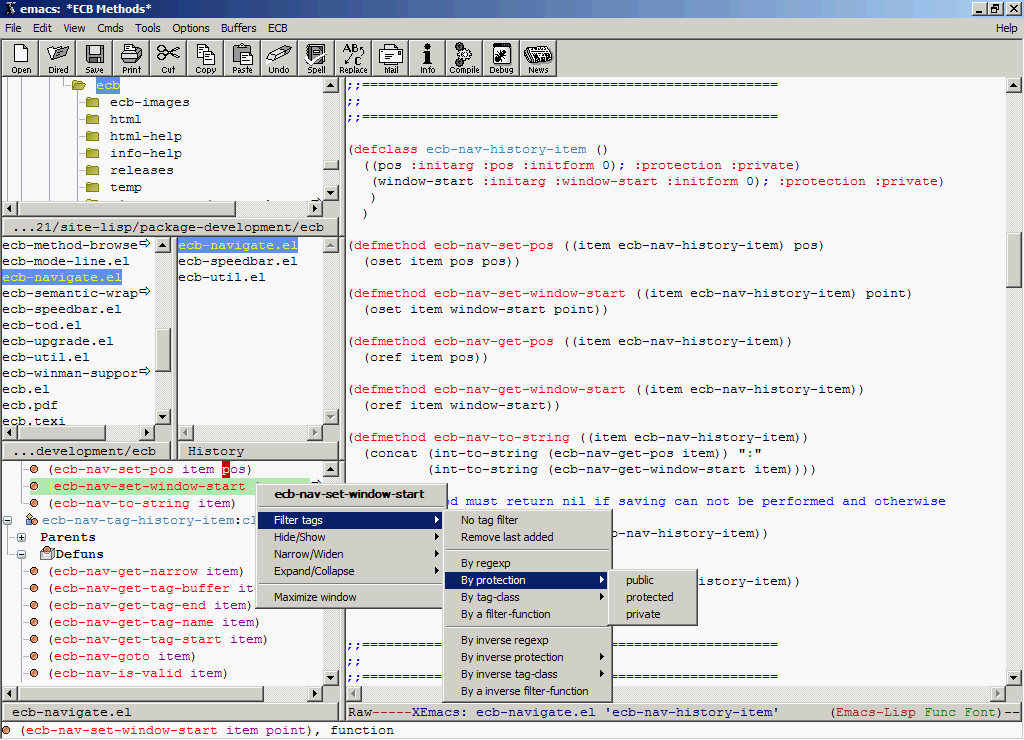 emacs: *ECB Methods*
File Edit View Cmds Tools Options Buffers ECB Help
Open Dired Save Print Cut Copy Paste Undo Spell Replace Mail Info Compile Debug News
ecb
ecb-images
html
html-help
info-help
releases
temp
...21/site-lisp/package-development/ecb
ecb-method-browse
ecb-mode-line.el
ecb-navigate.el
ecb-semantic-wrap
ecb-speedbar.el
ecb-tod.el
ecb-upgrade.el
ecb-util.el
ecb-winman-suppor
ecb.el
ecb.pdf
ecb.texi
...development/ecb
ecb-navigate.el
ecb-speedbar.el
ecb-util.el
History
(ecb-nav-set-pos item pos)
(ecb-nav-set-window-start
(ecb-nav-to-string item)
ecb-nav-tag-history-item:cl
Parents
Defuns
(ecb-nav-get-narrow item)
(ecb-nav-get-tag-buffer ite
(ecb-nav-get-tag-end item)
(ecb-nav-get-tag-name item)
(ecb-nav-get-tag-start item)
(ecb-nav-goto item)
(ecb-nav-is-valid item)
ecb-navigate.el
;;====================================================
;;
;;====================================================
(defclass ecb-nav-history-item ()
((pos :initarg :pos :initform 0); :protection :private)
(window-start :initarg :window-start :initform 0); :protection :private)
)
)
(defmethod ecb-nav-set-pos ((item ecb-nav-history-item) pos)
(oset item pos pos))
(defmethod ecb-nav-set-window-start ((item ecb-nav-history-item) point)
(oset item window-start point))
(defmethod ecb-nav-get-pos ((item ecb-nav-history-item))
(oref item pos))
(defmethod ecb-nav-get-window-start ((item ecb-nav-history-item))
(oref item window-start))
(defmethod ecb-nav-to-string ((item ecb-nav-history-item))
(concat (int-to-string (ecb-nav-get-pos item)) ":"
(int-to-string (ecb-nav-get-window-start item))))
d must return nil if saving can not be performed and otherwise
b-nav-history-item))
history-item))
;;====================================================
;;
;;====================================================
ecb-nav-set-window-start
Filter tags
Hide/Show
Narrow/Widen
Expand/Collapse
Maximize window
No tag filter
Remove last added
By regexp
By protection
By tag-class
By a filter-function
By inverse regexp
By inverse protection
By inverse tag-class
By a inverse filter-function
public
protected
private
Raw-----XEmacs: ecb-navigate.el 'ecb-nav-history-item' (Emacs-Lisp Func Font)--
(ecb-nav-set-window-start item point), function